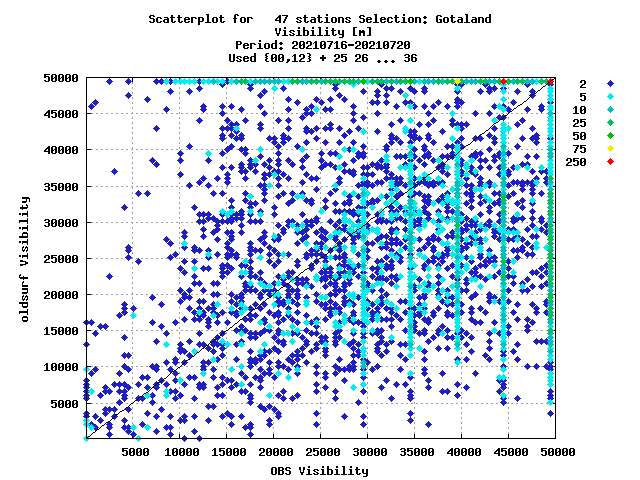 Scatterplot for 47 stations Selection: Gotaland
Visibility [m]
Period: 20210716-20210720
Used {00,12} + 25 26 ... 36
50000
45000
40000
35000
30000
25000
20000
15000
10000
5000
oldsurf Visibility
2
5
10
25
50
75
250
5000 10000 15000 20000 25000 30000 35000 40000 45000 50000
OBS Visibility